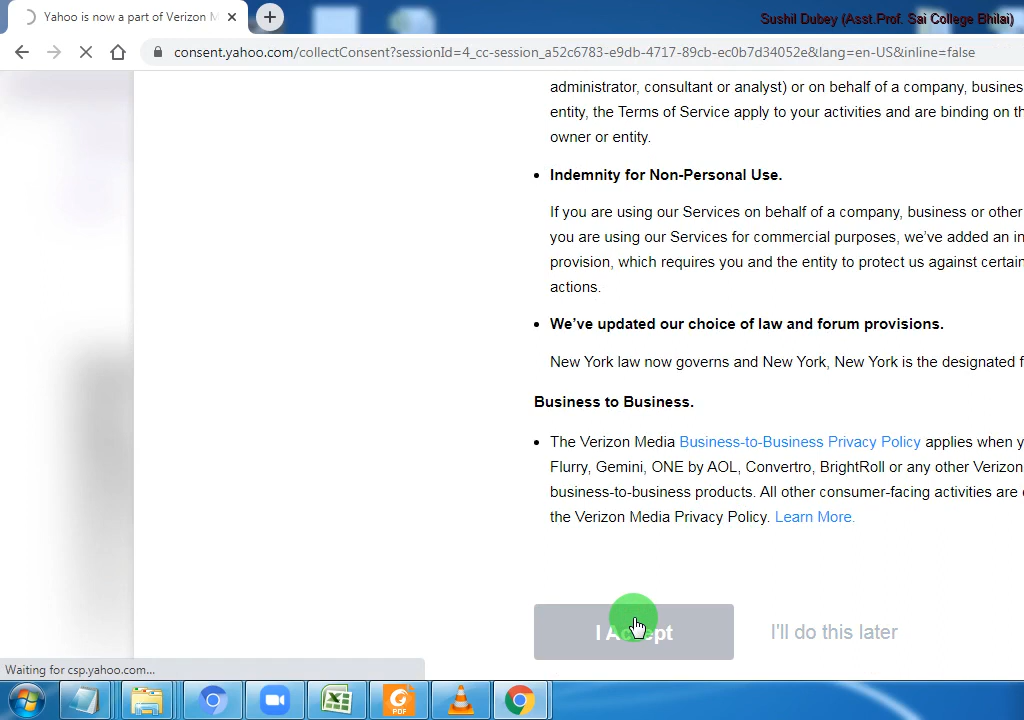 Yahoo is now a part of Verizon M
Sushil Dubey (Asst.Prof. Sai College Bhilai)
consent.yahoo.com/collectConsent?sessionId=4_cc-session_a52c6783-e9db-4717-89cb-ec0b7d34052e&lang=en-US&inline=false
administrator, consultant or analyst) or on behalf of a company, busines
entity, the Terms of Service apply to your activities and are binding on th
owner or entity.
• Indemnity for Non-Personal Use.
If you are using our Services on behalf of a company, business or other
you are using our Services for commercial purposes, we’ve added an in
provision, which requires you and the entity to protect us against certain
actions.
• We’ve updated our choice of law and forum provisions.
New York law now governs and New York, New York is the designated f
Business to Business.
• The Verizon Media Business-to-Business Privacy Policy applies when y
Flurry, Gemini, ONE by AOL, Convertro, BrightRoll or any other Verizon
business-to-business products. All other consumer-facing activities are
the Verizon Media Privacy Policy. Learn More.
I Accept
I'll do this later
Waiting for csp.yahoo.com...
PDF